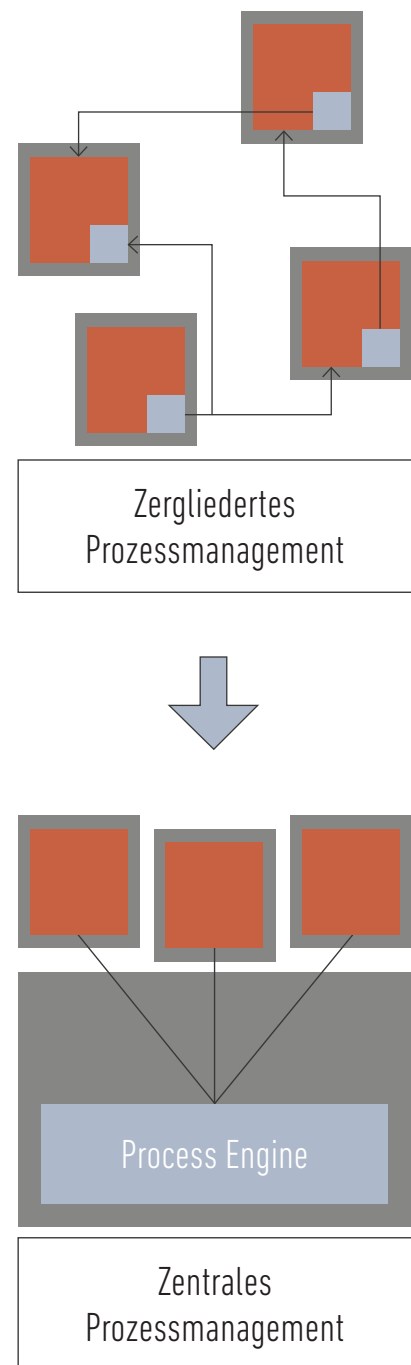 Zergliedertes
Prozessmanagement
Process Engine
Zentrales
Prozessmanagement